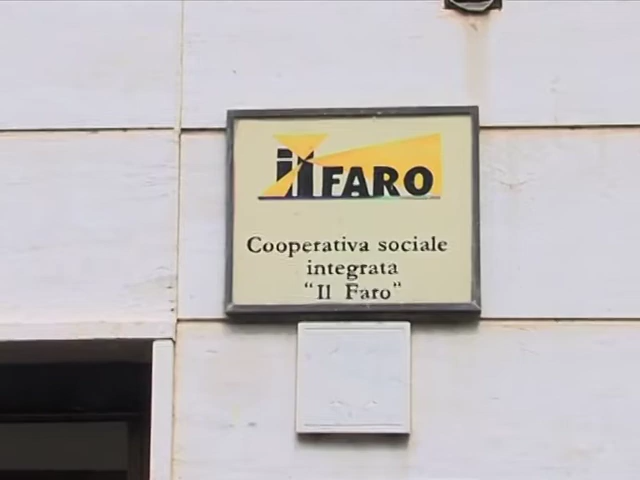 il FARO
Cooperativa sociale
integrata
"Il Faro"